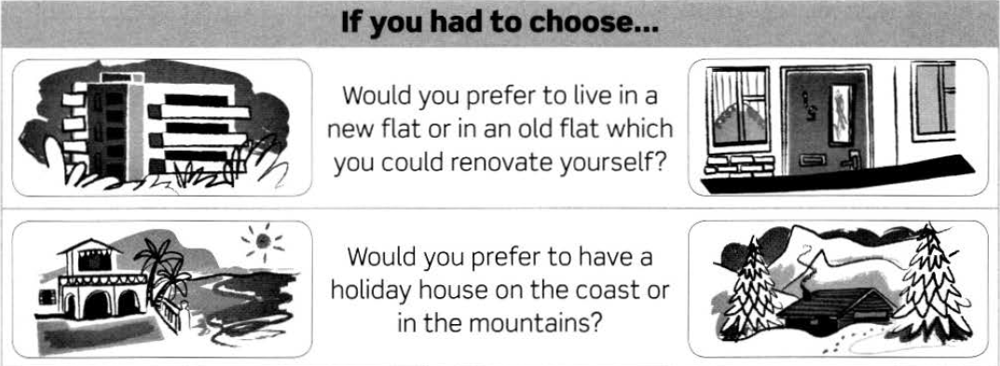 If you had to choose...
Would you prefer to live in a
new flat or in an old flat which
you could renovate yourself?
Would you prefer to have a
holiday house on the coast or
in the mountains?